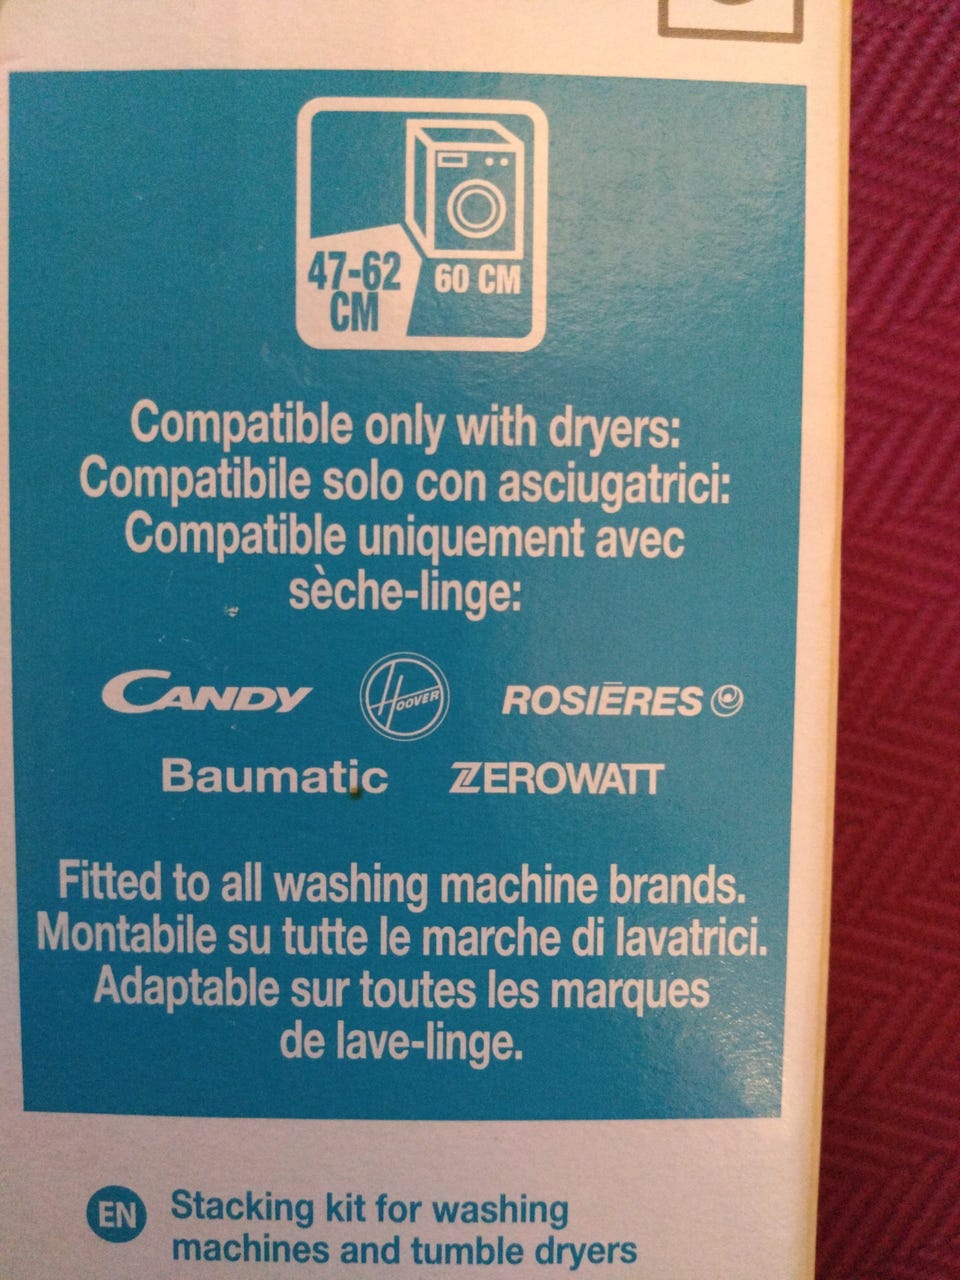 47-62
CM
60 CM
Compatible only with dryers:
Compatibile solo con asciugatrici:
Compatible uniquement avec
sèche-linge:
CANDY HOOVER ROSIĒRES
Baumatic ZEROWATT
Fitted to all washing machine brands.
Montabile su tutte le marche di lavatrici.
Adaptable sur toutes les marques
de lave-linge.
EN Stacking kit for washing
machines and tumble dryers